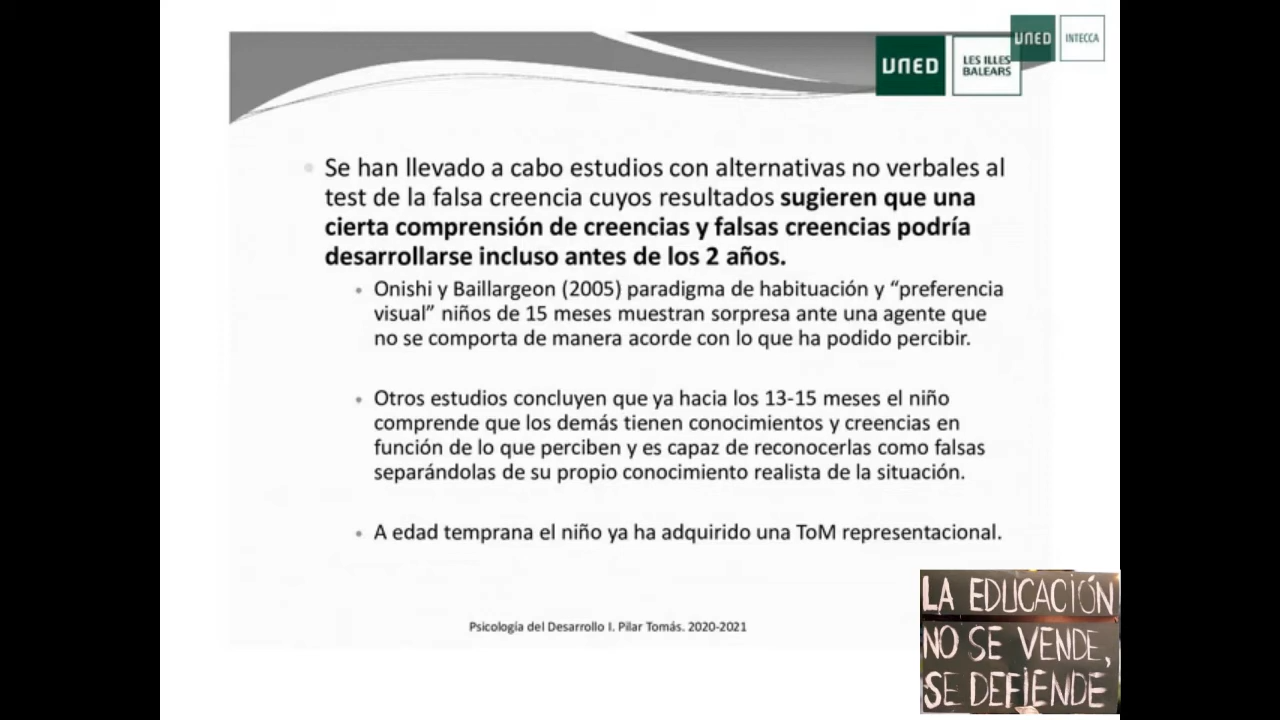 UNED
INTECCA
UNED
LES ILLES
BALEARS
Se han llevado a cabo estudios con alternativas no verbales al
test de la falsa creencia cuyos resultados sugieren que una
cierta comprensión de creencias y falsas creencias podría
desarrollarse incluso antes de los 2 años.
Onishi y Baillargeon (2005) paradigma de habituación y “preferencia
visual” niños de 15 meses muestran sorpresa ante una agente que
no se comporta de manera acorde con lo que ha podido percibir.
Otros estudios concluyen que ya hacia los 13-15 meses el niño
comprende que los demás tienen conocimientos y creencias en
función de lo que perciben y es capaz de reconocerlas como falsas
separándolas de su propio conocimiento realista de la situación.
A edad temprana el niño ya ha adquirido una ToM representacional.
Psicología del Desarrollo I. Pilar Tomás. 2020-2021
LA EDUCACIÓN
NO SE VENDE,
SE DEFIENDE